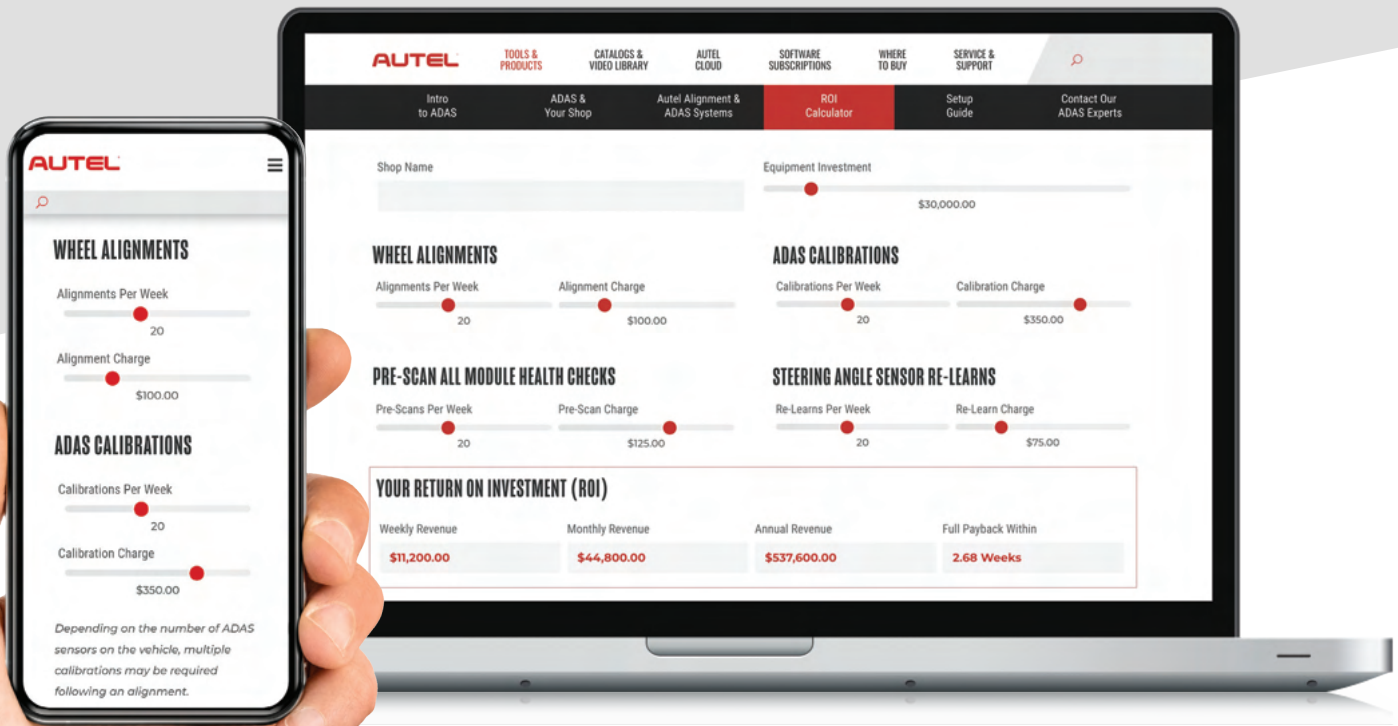 AUTEL
WHEEL ALIGNMENTS
Alignments Per Week
20
Alignment Charge
$100.00
ADAS CALIBRATIONS
Calibrations Per Week
20
Calibration Charge
$350.00
Depending on the number of ADAS
sensors on the vehicle, multiple
calibrations may be required
following an alignment.
AUTEL
TOOLS &
PRODUCTS
CATALOGS &
VIDEO LIBRARY
AUTEL
CLOUD
SOFTWARE
SUBSCRIPTIONS
WHERE
TO BUY
SERVICE &
SUPPORT
Intro
to ADAS
ADAS &
Your Shop
Autel Alignment &
ADAS Systems
ROI
Calculator
Setup
Guide
Contact Our
ADAS Experts
Shop Name
Equipment Investment
$30,000.00
WHEEL ALIGNMENTS
Alignments Per Week
20
Alignment Charge
$100.00
ADAS CALIBRATIONS
Calibrations Per Week
20
Calibration Charge
$350.00
PRE-SCAN ALL MODULE HEALTH CHECKS
Pre-Scans Per Week
20
Pre-Scan Charge
$125.00
STEERING ANGLE SENSOR RE-LEARNS
Re-Learns Per Week
20
Re-Learn Charge
$75.00
YOUR RETURN ON INVESTMENT (ROI)
Weekly Revenue
$11,200.00
Monthly Revenue
$44,800.00
Annual Revenue
$537,600.00
Full Payback Within
2.68 Weeks